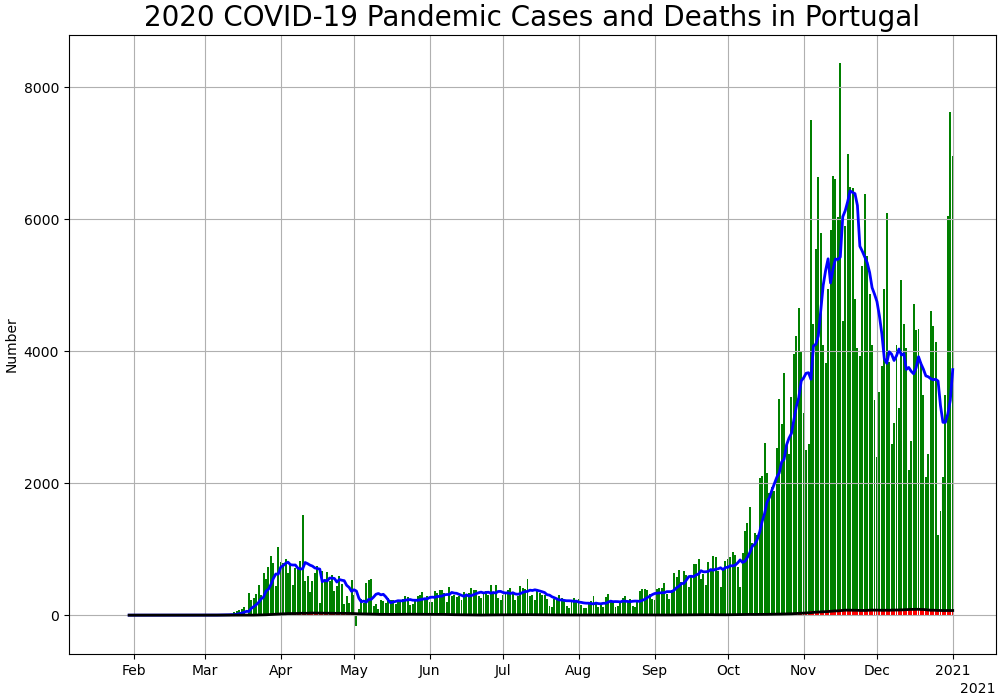 2020 COVID-19 Pandemic Cases and Deaths in Portugal
Number
8000
6000
4000
2000
0
Feb Mar Apr May Jun Jul Aug Sep Oct Nov Dec 2021
2021